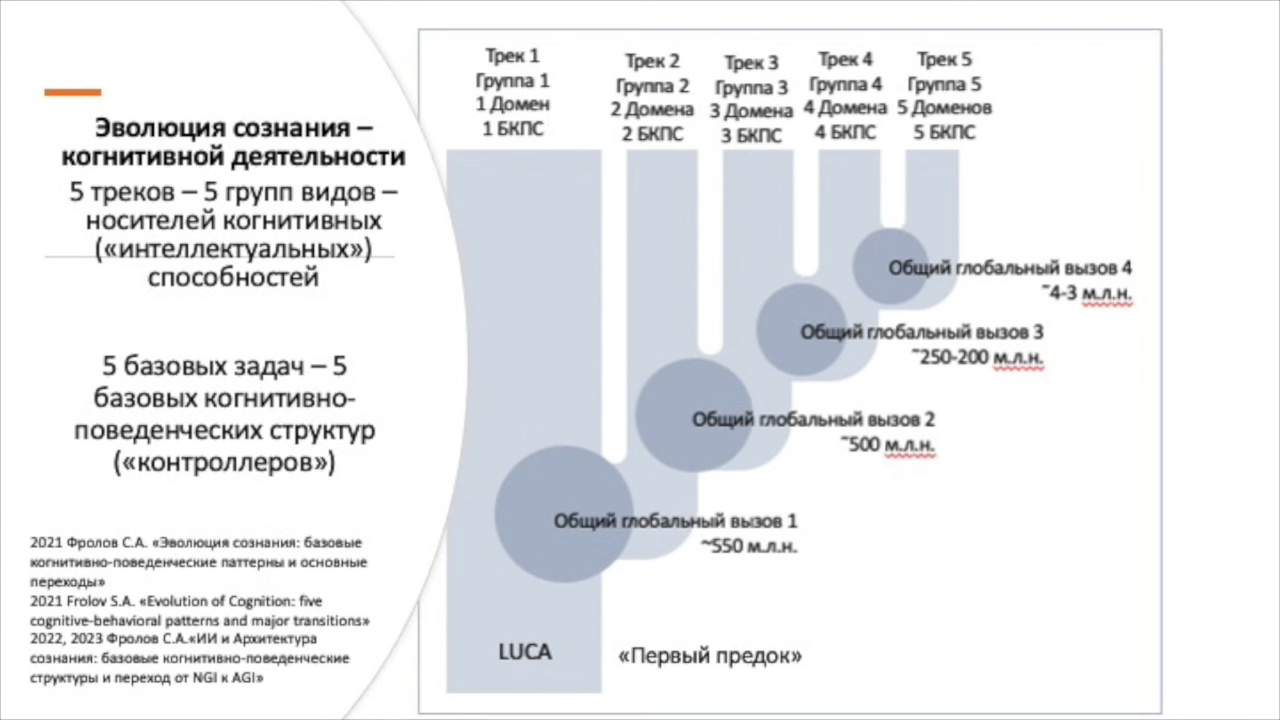 Эволюция сознания –
когнитивной деятельности
5 треков – 5 групп видов –
носителей когнитивных
(«интеллектуальных»)
способностей
5 базовых задач – 5
базовых когнитивно-
поведенческих структур
(«контроллеров»)
2021 Фролов С.А. «Эволюция сознания: базовые
когнитивно-поведенческие паттерны и основные
переходы»
2021 Frolov S.A. «Evolution of Cognition: five
cognitive-behavioral patterns and major transitions»
2022, 2023 Фролов С.А.«ИИ и Архитектура
сознания: базовые когнитивно-поведенческие
структуры и переход от NGI к AGI»
Трек 1
Группа 1
1 Домен
1 БКПС
Трек 2
Группа 2
2 Домена
2 БКПС
Трек 3
Группа 3
3 Домена
3 БКПС
Трек 4
Группа 4
4 Домена
4 БКПС
Трек 5
Группа 5
5 Доменов
5 БКПС
Общий глобальный вызов 4
~4-3 м.л.н.
Общий глобальный вызов 3
~250-200 м.л.н.
Общий глобальный вызов 2
~500 м.л.н.
Общий глобальный вызов 1
~550 м.л.н.
LUCA
«Первый предок»